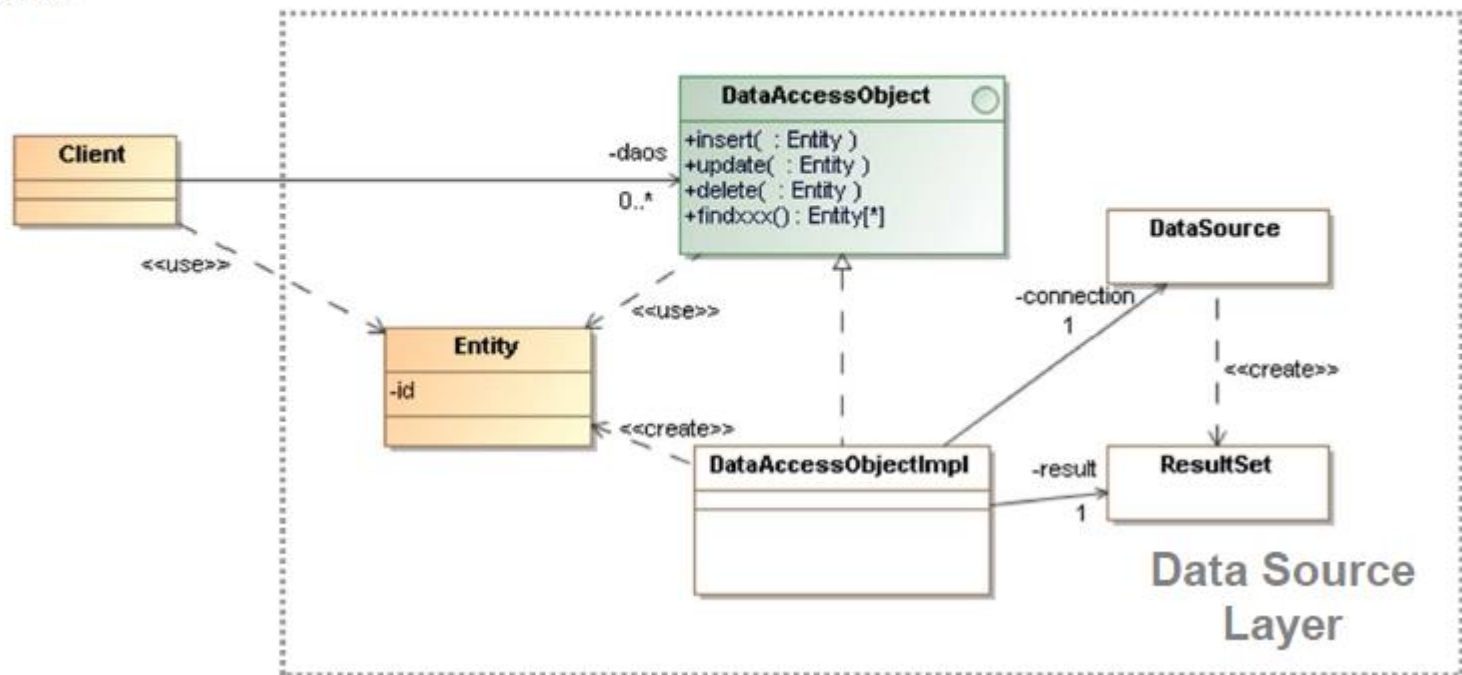 DataAccessObject
+insert( : Entity )
+update( : Entity )
+delete( : Entity )
+findxxx() : Entity[*]
Client
-daos
0..*
<<use>>
<<use>>
DataSource
-connection
1
Entity
-id
<<create>>
<<create>>
DataAccessObjectImpl
-result
1
ResultSet
Data Source
Layer